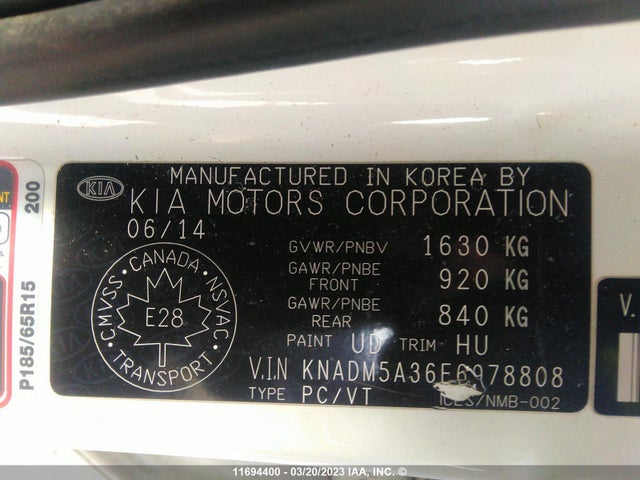 MANUFACTURED IN KOREA BY
KIA KIA MOTORS CORPORATION
06/14
GVWR/PNBV 1630 KG
GAWR/PNBE FRONT 920 KG
GAWR/PNBE REAR 840 KG
PAINT UD TRIM HU
V.I.N KNADM5A36E6978808
TYPE PC/VT
ICES/NMB-002
CMVSS · CANADA · NSVAC
E28
TRANSPORT
200
P185/65R15
V.
11694400 - 03/20/2023 IAA, INC. ©